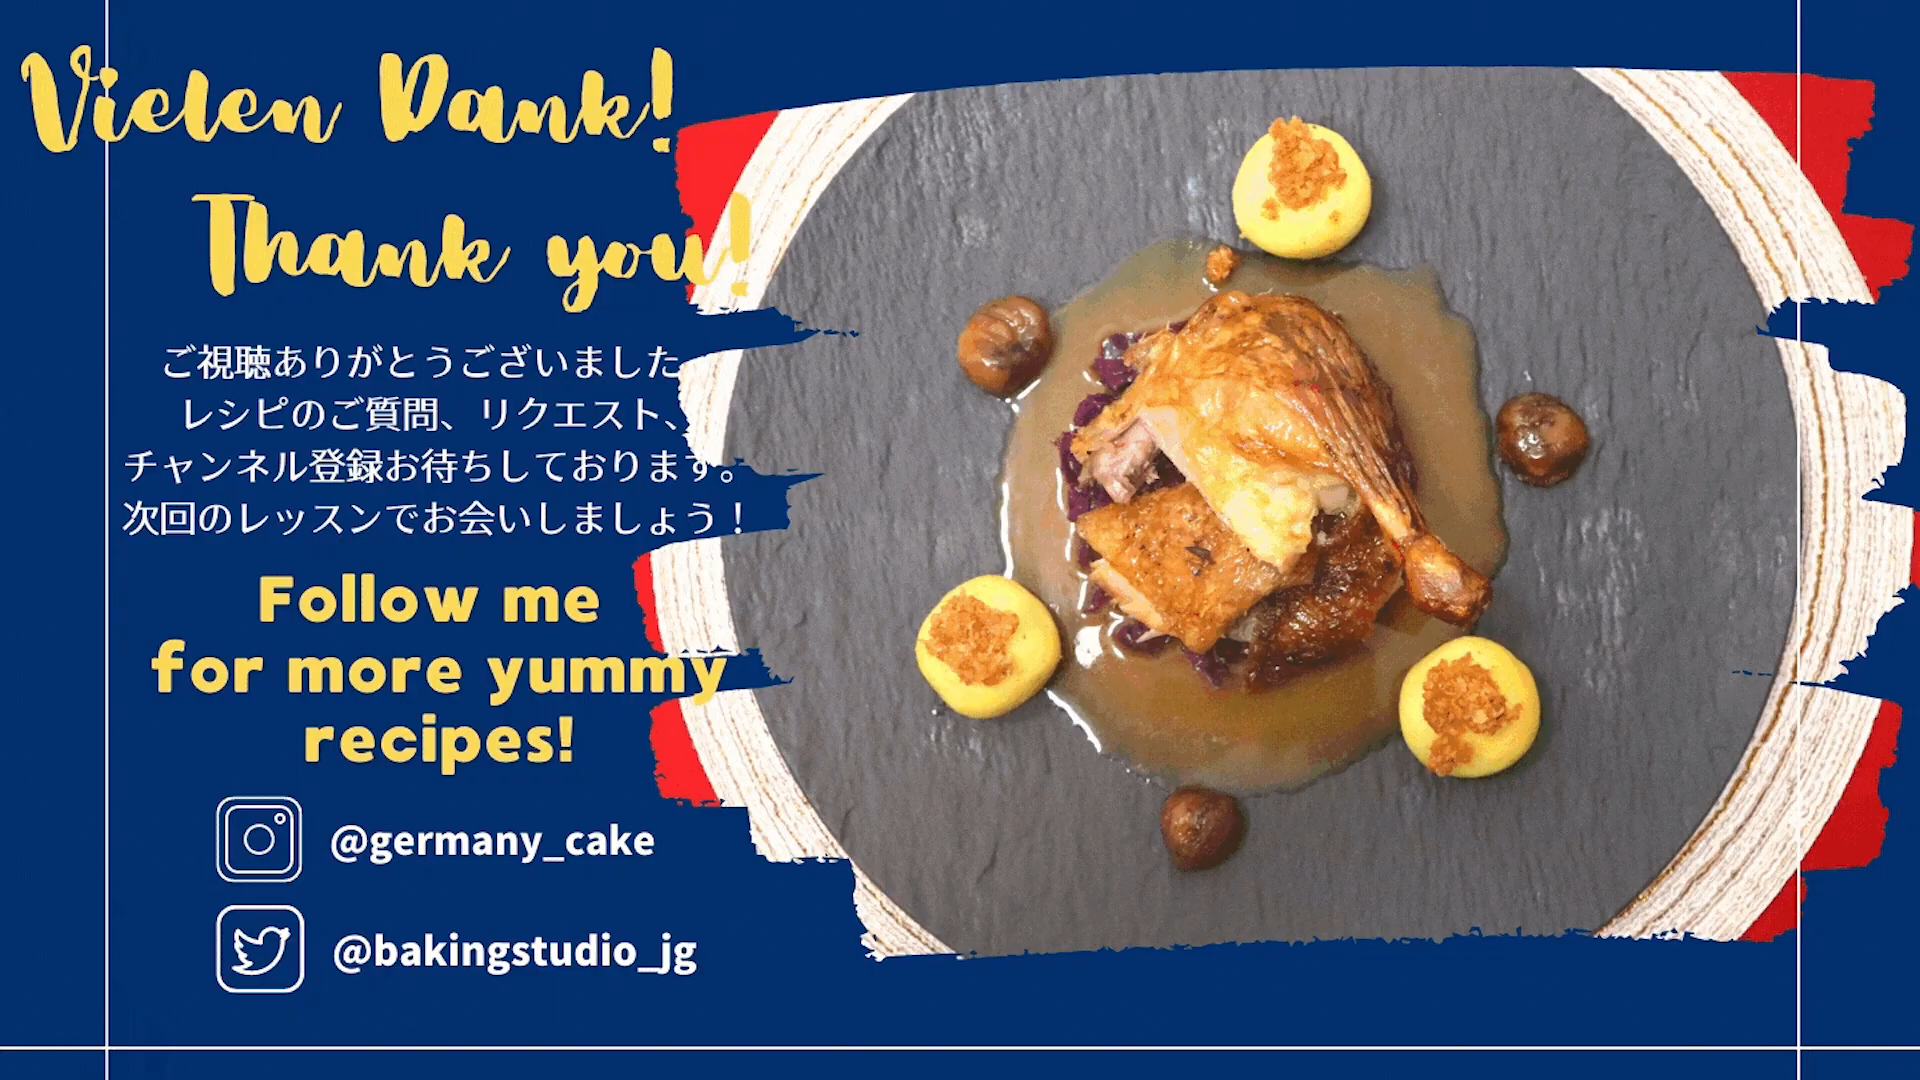 Vielen Dank!
Thank you!
ご視聴ありがとうございました
レシピのご質問、リクエスト、
チャンネル登録お待ちしております。
次回のレッスンでお会いしましょう！
Follow me
for more yummy
recipes!
@germany_cake
@bakingstudio_jg